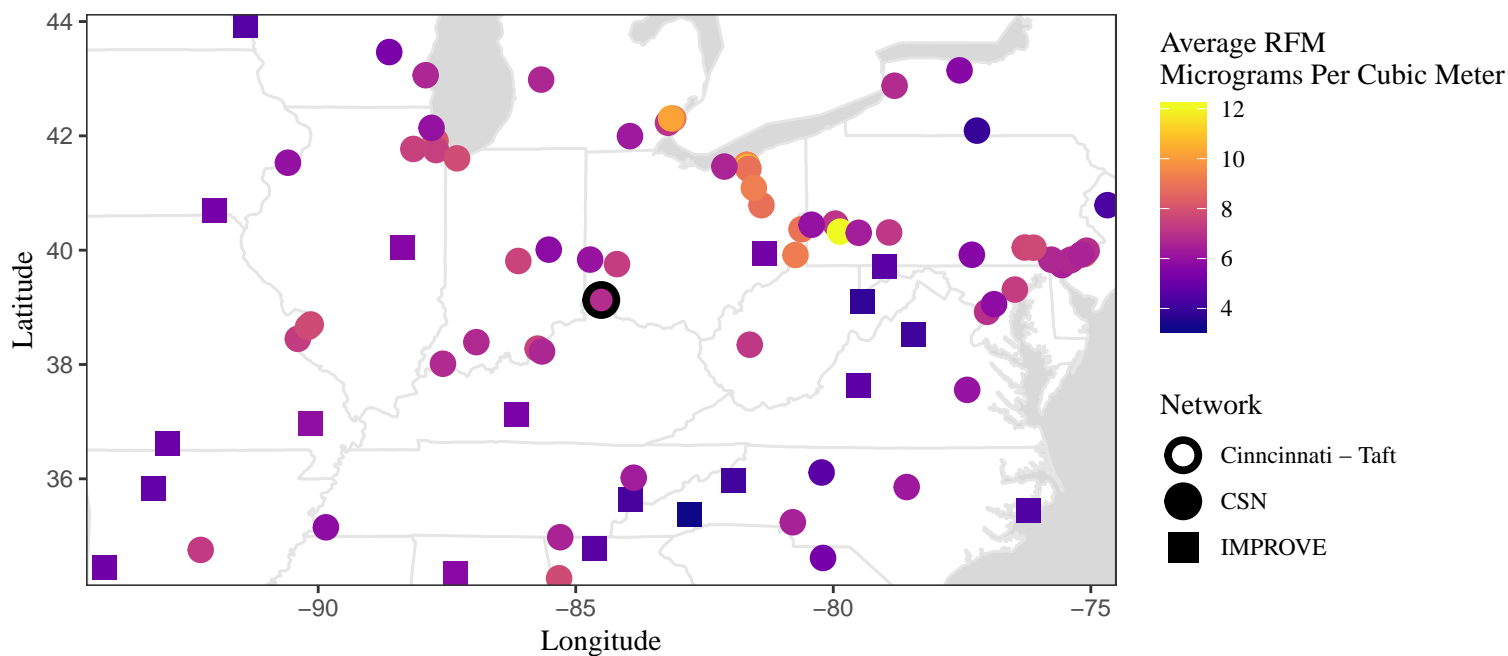 44
42
40
38
36
Latitude
−90
−85
−80
−75
Longitude
Average RFM
Micrograms Per Cubic Meter
12
10
8
6
4
Network
Cinncinnati − Taft
CSN
IMPROVE